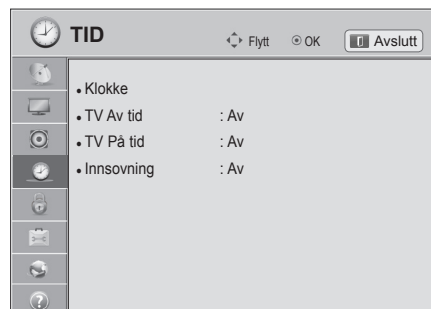 TID Flytt OK Avslutt
• Klokke
• TV Av tid : Av
• TV På tid : Av
• Innsovning : Av